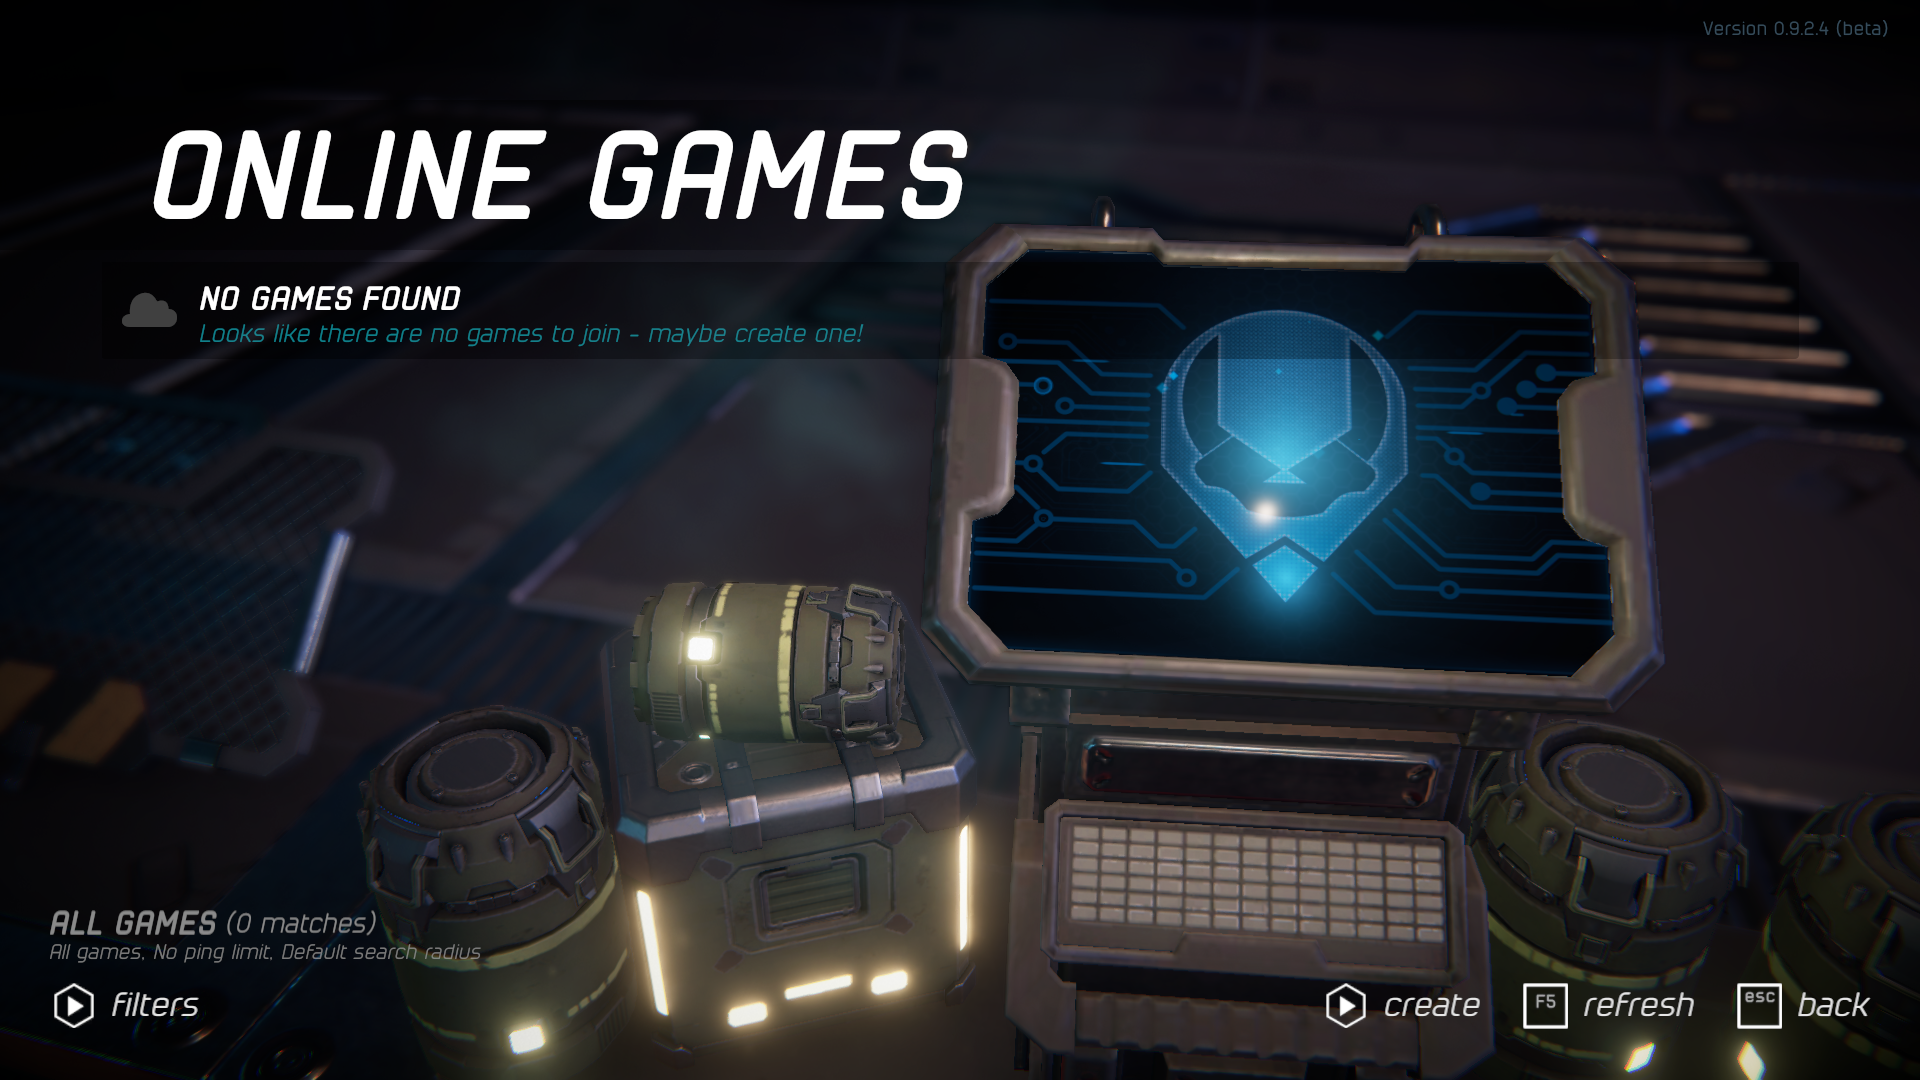 Version 0.9.2.4 (beta)
ONLINE GAMES
NO GAMES FOUND
Looks like there are no games to join - maybe create one!
ALL GAMES (0 matches)
All games, No ping limit, Default search radius
filters
create
F5 refresh
esc back